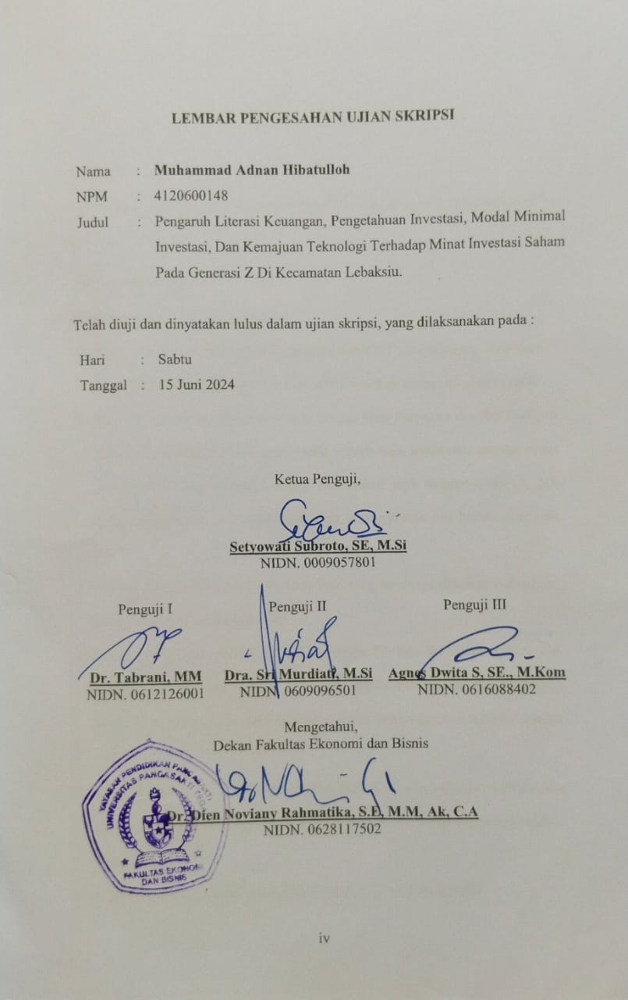 LEMBAR PENGESAHAN UJIAN SKRIPSI
Nama : Muhammad Adnan Hibatulloh
NPM : 4120600148
Judul : Pengaruh Literasi Keuangan, Pengetahuan Investasi, Modal Minimal
Investasi, Dan Kemajuan Teknologi Terhadap Minat Investasi Saham
Pada Generasi Z Di Kecamatan Lebaksiu.
Telah diuji dan dinyatakan lulus dalam ujian skripsi, yang dilaksanakan pada :
Hari : Sabtu
Tanggal : 15 Juni 2024
Ketua Penguji,
Setyowati Subroto, SE, M.Si
NIDN. 0009057801
Penguji I Penguji II Penguji III
Dr. Tabrani, MM Dra. Sri Murdiati, M.Si Agnes Dwita S, SE., M.Kom
NIDN. 0612126001 NIDN. 0609096501 NIDN. 0616088402
Mengetahui,
Dekan Fakultas Ekonomi dan Bisnis
YAYASAN PENDIDIKAN PANCASAKTI
UNIVERSITAS PANCASAKTI
Dr. Dien Noviany Rahmatika, S.E, M.M, Ak, C.A
NIDN. 0628117502
FAKULTAS EKONOMI
DAN BISNIS
iv